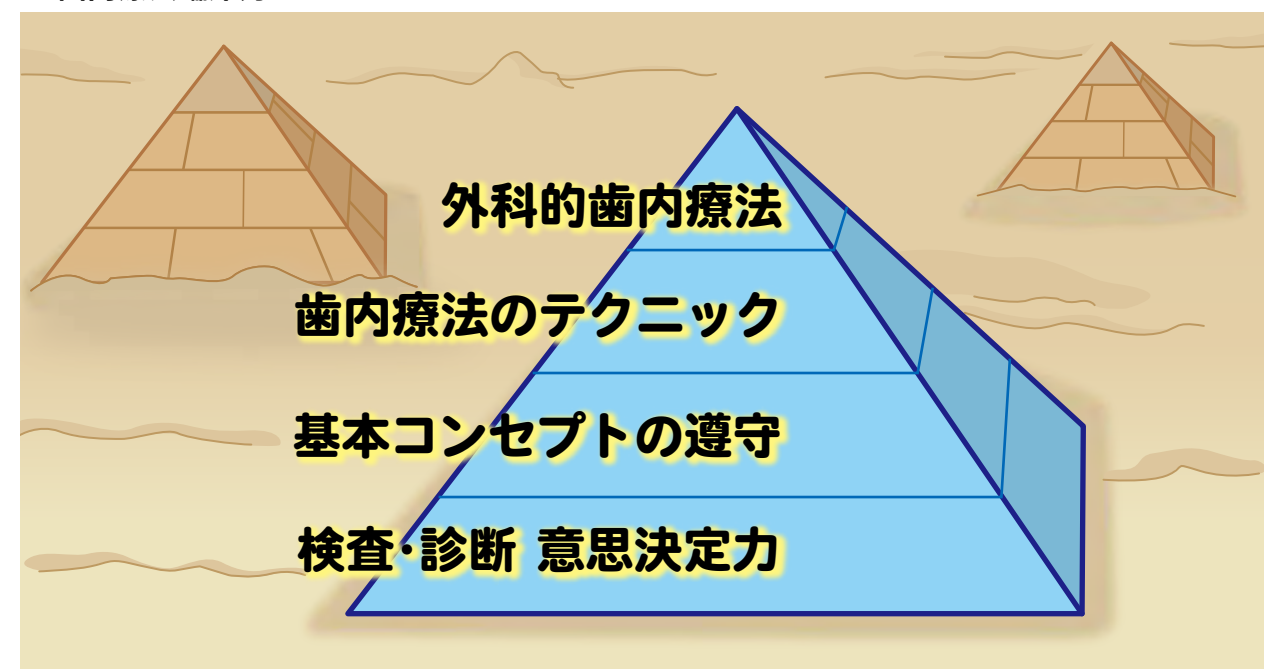 外科的歯内療法
歯内療法のテクニック
基本コンセプトの遵守
検査・診断 意思決定力